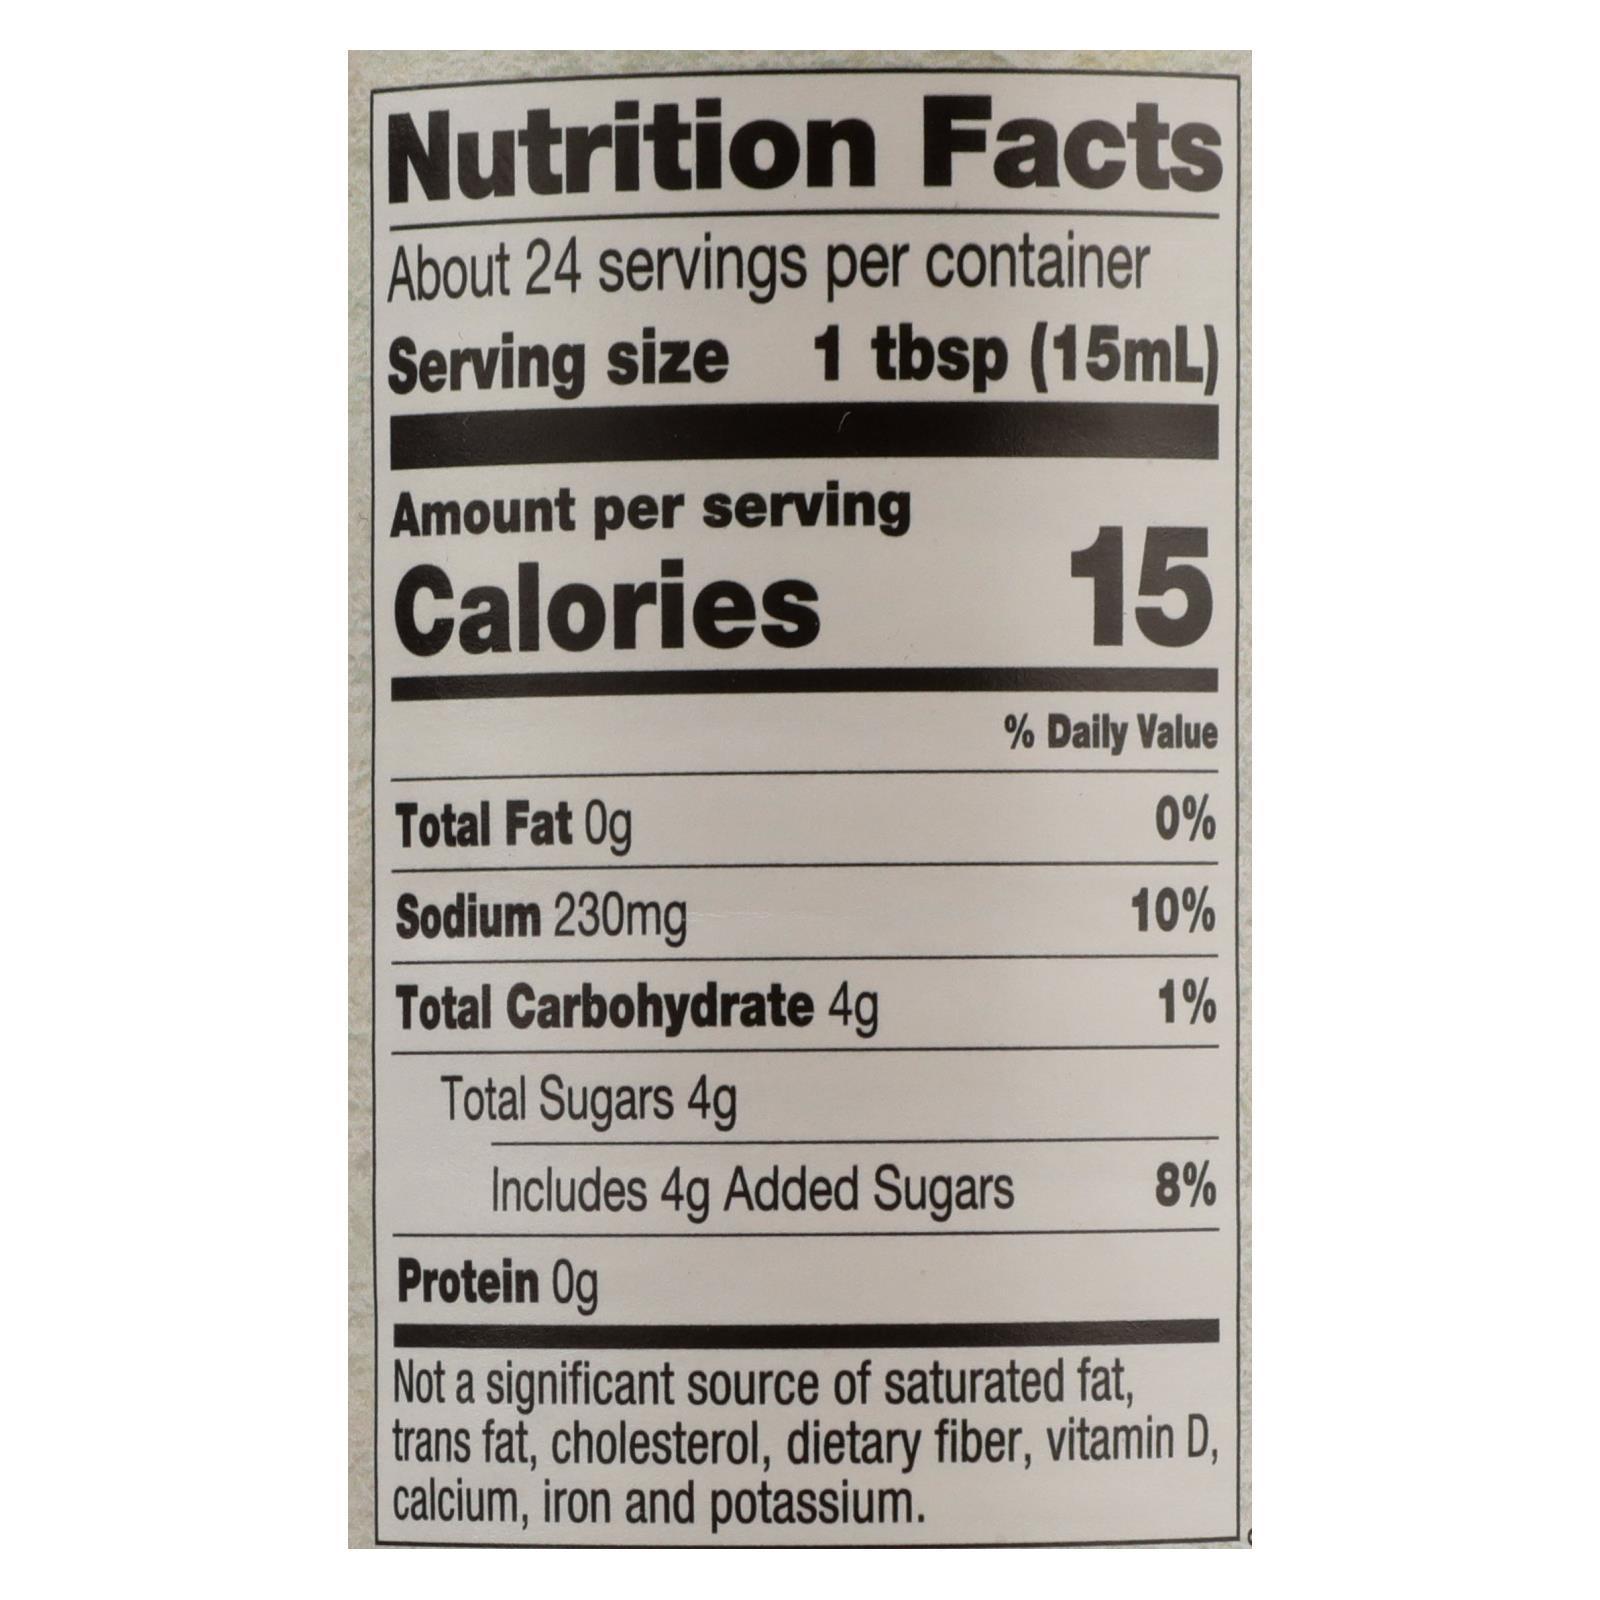 Nutrition Facts
About 24 servings per container
Serving size 1 tbsp (15mL)
Amount per serving
Calories 15
% Daily Value
Total Fat 0g 0%
Sodium 230mg 10%
Total Carbohydrate 4g 1%
Total Sugars 4g
Includes 4g Added Sugars 8%
Protein 0g
Not a significant source of saturated fat,
trans fat, cholesterol, dietary fiber, vitamin D,
calcium, iron and potassium.